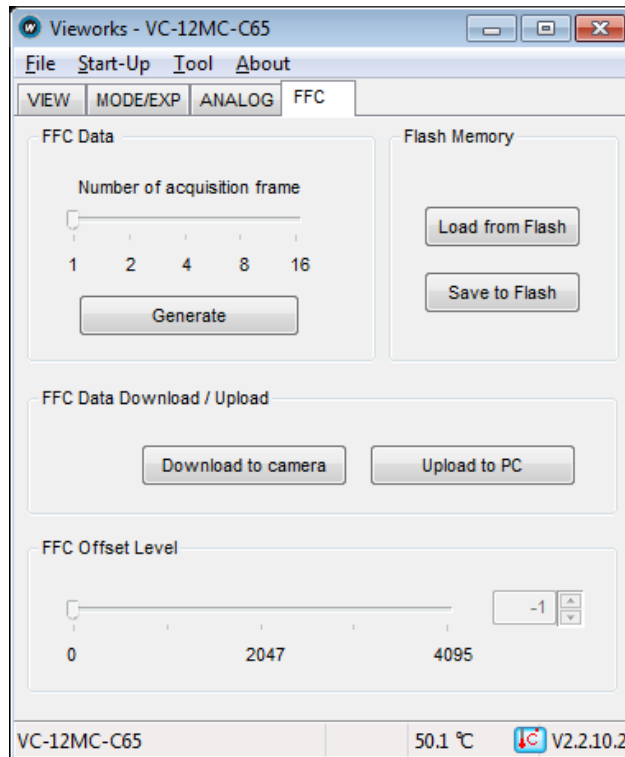 Vieworks - VC-12MC-C65
File Start-Up Tool About
VIEW MODE/EXP ANALOG FFC
FFC Data
Number of acquisition frame
1 2 4 8 16
Generate
Flash Memory
Load from Flash
Save to Flash
FFC Data Download / Upload
Download to camera Upload to PC
FFC Offset Level
-1
0 2047 4095
VC-12MC-C65 50.1 ℃ V2.2.10.2